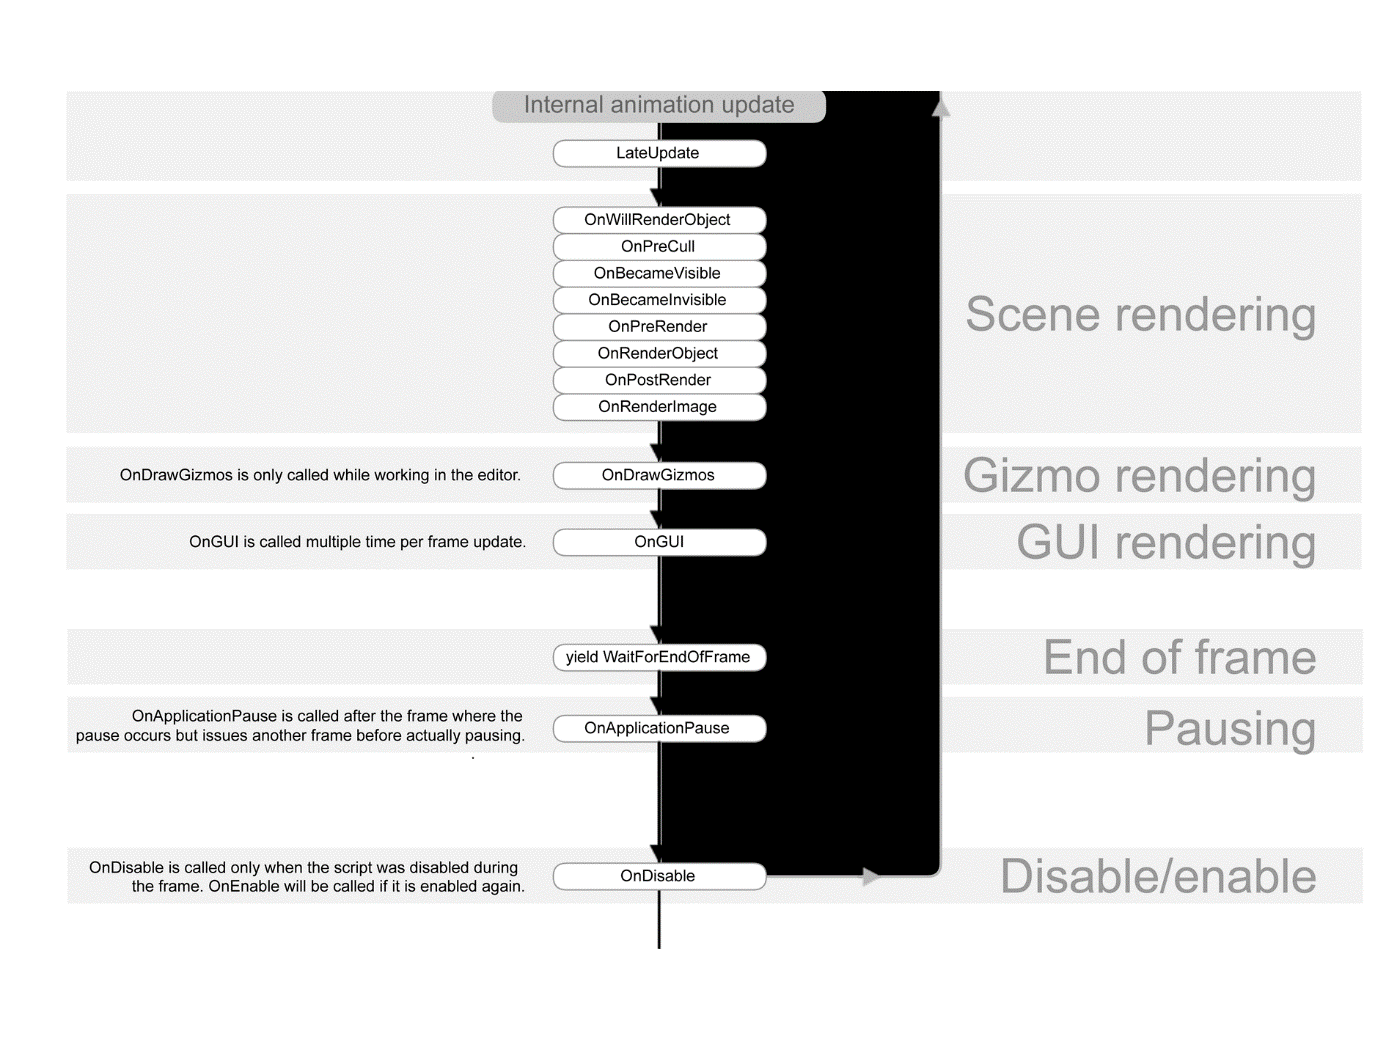 Internal animation update
LateUpdate
OnWillRenderObject
OnPreCull
OnBecameVisible
OnBecameInvisible
Scene rendering
OnPreRender
OnRenderObject
OnPostRender
OnRenderImage
OnDrawGizmos is only called while working in the editor.
OnDrawGizmos
Gizmo rendering
OnGUI is called multiple time per frame update.
OnGUI
GUI rendering
yield WaitForEndOfFrame
End of frame
OnApplicationPause is called after the frame where the
pause occurs but issues another frame before actually pausing.
OnApplicationPause
Pausing
OnDisable is called only when the script was disabled during
the frame. OnEnable will be called if it is enabled again.
OnDisable
Disable/enable